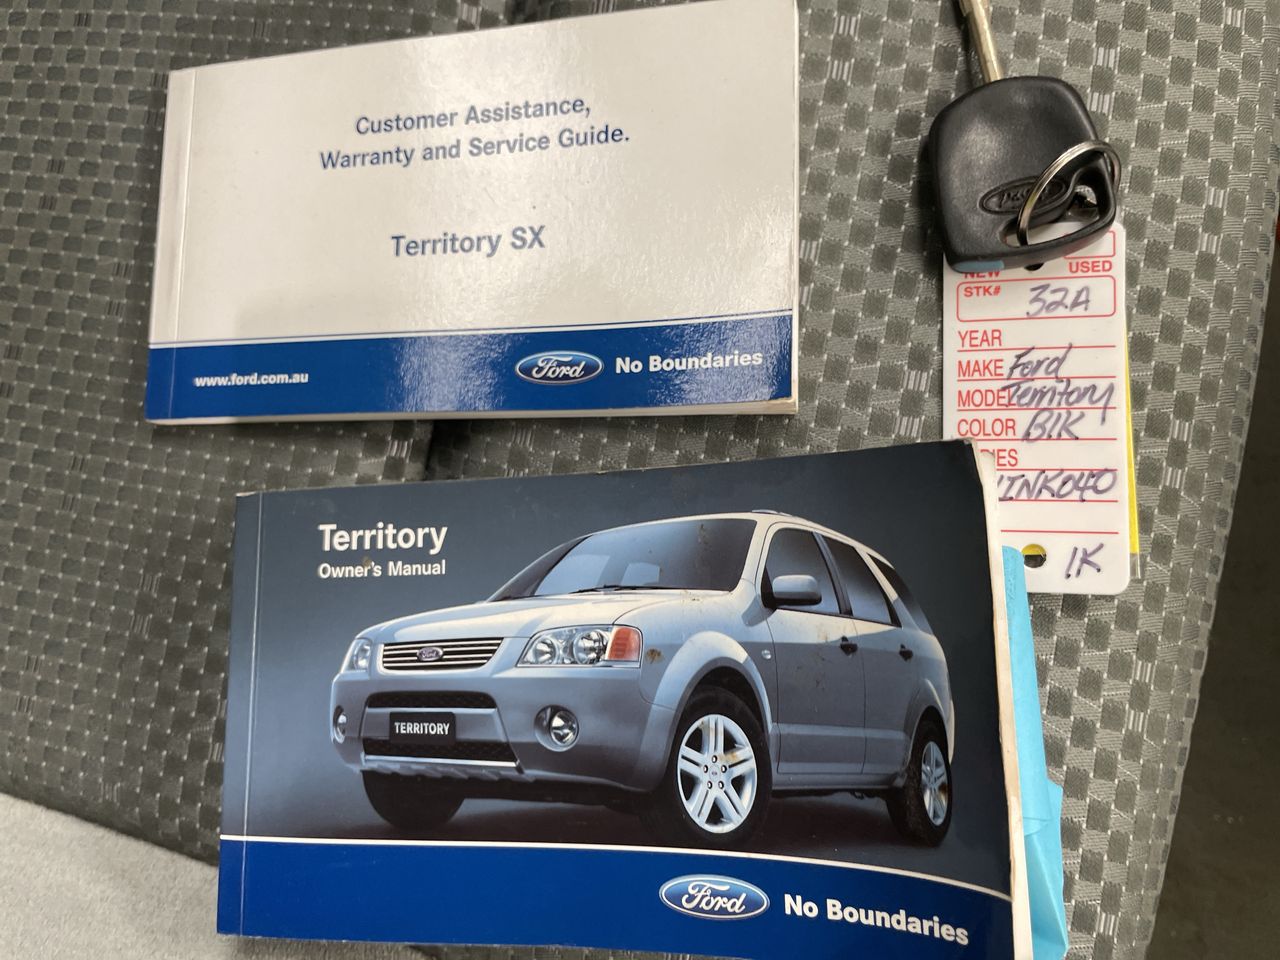 Customer Assistance,
Warranty and Service Guide.
Territory SX
www.ford.com.au
Ford
No Boundaries
NEW
USED
STK# 32A
YEAR
MAKE Ford
MODEL Territory
COLOR BlK
1K
Territory
Owner's Manual
Ford
TERRITORY
Ford
No Boundaries